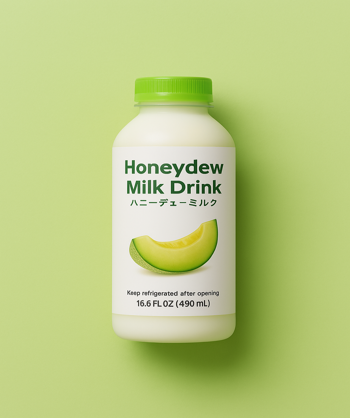 Honeydew
Milk Drink
ハニーデューミルク
Keep refrigerated after opening
16.6 FL OZ (490 mL)